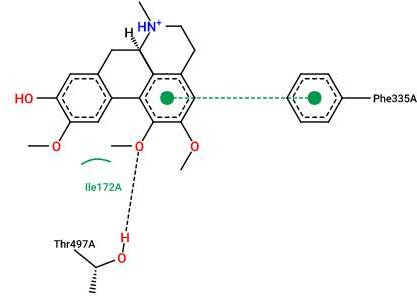 H
HN+
HO
Phe335A
O
O
O
Ile172A
H
Thr497A
O